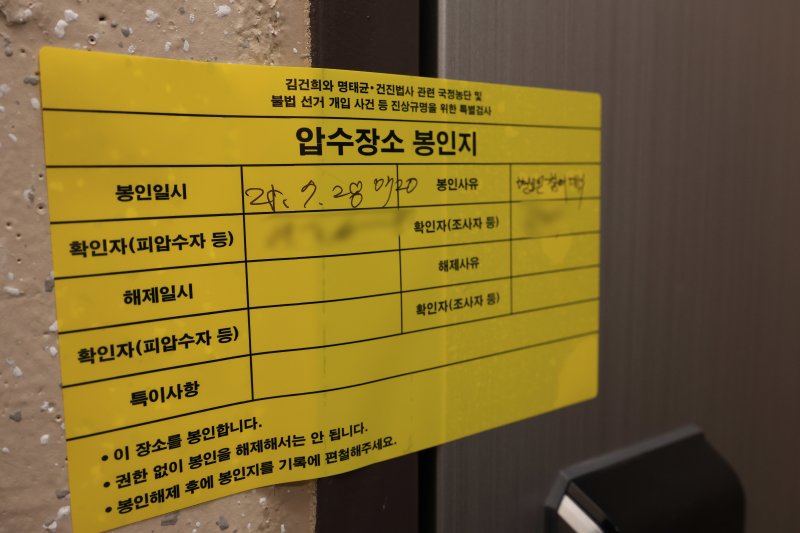 김건희와 명태균·건진법사 관련 국정농단 및
불법 선거 개입 사건 등 진상규명을 위한 특별검사
압수장소 봉인지
봉인일시 25. 7. 28 봉인사유
확인자(피압수자 등) 확인자(조사자 등)
해제일시 해제사유
확인자(피압수자 등) 확인자(조사자 등)
특이사항
• 이 장소를 봉인합니다.
• 권한 없이 봉인을 해제해서는 안 됩니다.
• 봉인해제 후에 봉인지를 기록에 편철해주세요.